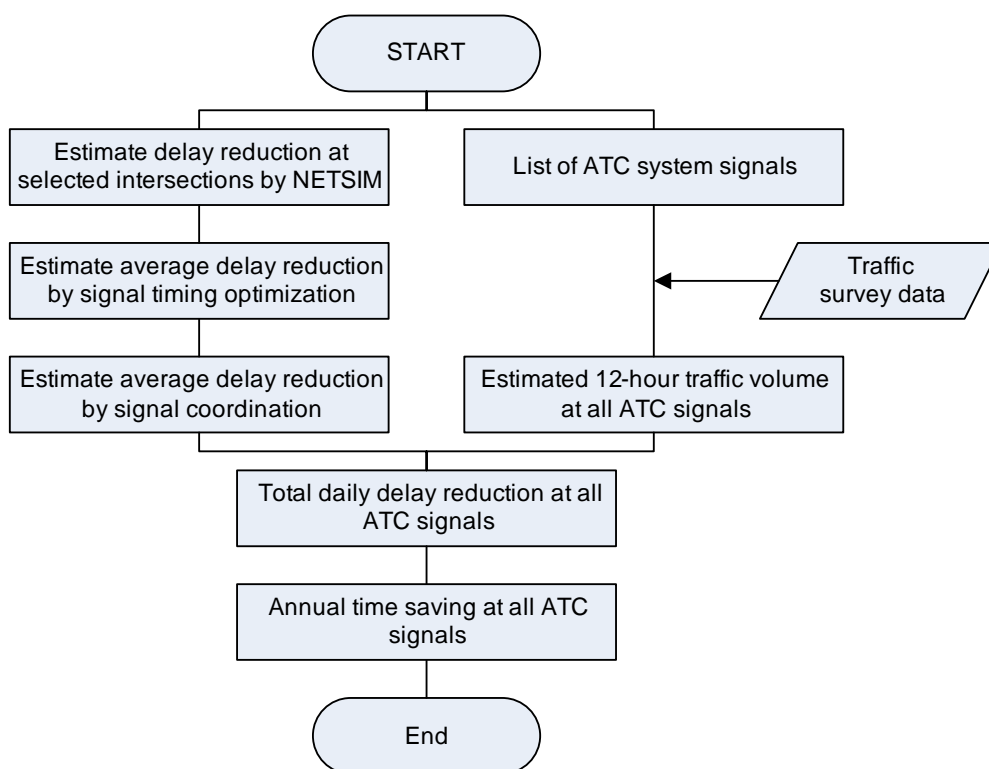 START
Estimate delay reduction at
selected intersections by NETSIM
List of ATC system signals
Estimate average delay reduction
by signal timing optimization
Traffic
survey data
Estimate average delay reduction
by signal coordination
Estimated 12-hour traffic volume
at all ATC signals
Total daily delay reduction at all
ATC signals
Annual time saving at all ATC
signals
End